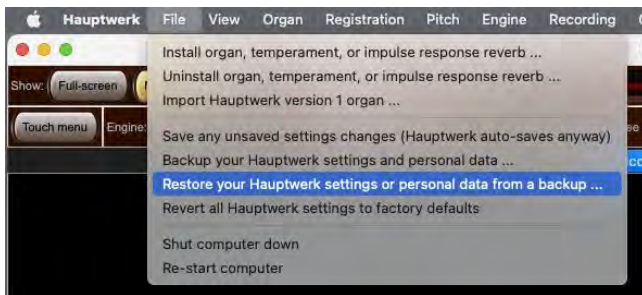 Hauptwerk File View Organ Registration Pitch Engine Recording
Install organ, temperament, or impulse response reverb ...
Uninstall organ, temperament, or impulse response reverb ...
Show: Full-screen
Import Hauptwerk version 1 organ ...
Touch menu Engine:
Save any unsaved settings changes (Hauptwerk auto-saves anyway)
Backup your Hauptwerk settings and personal data ...
Restore your Hauptwerk settings or personal data from a backup ...
Revert all Hauptwerk settings to factory defaults
Shut computer down
Re-start computer